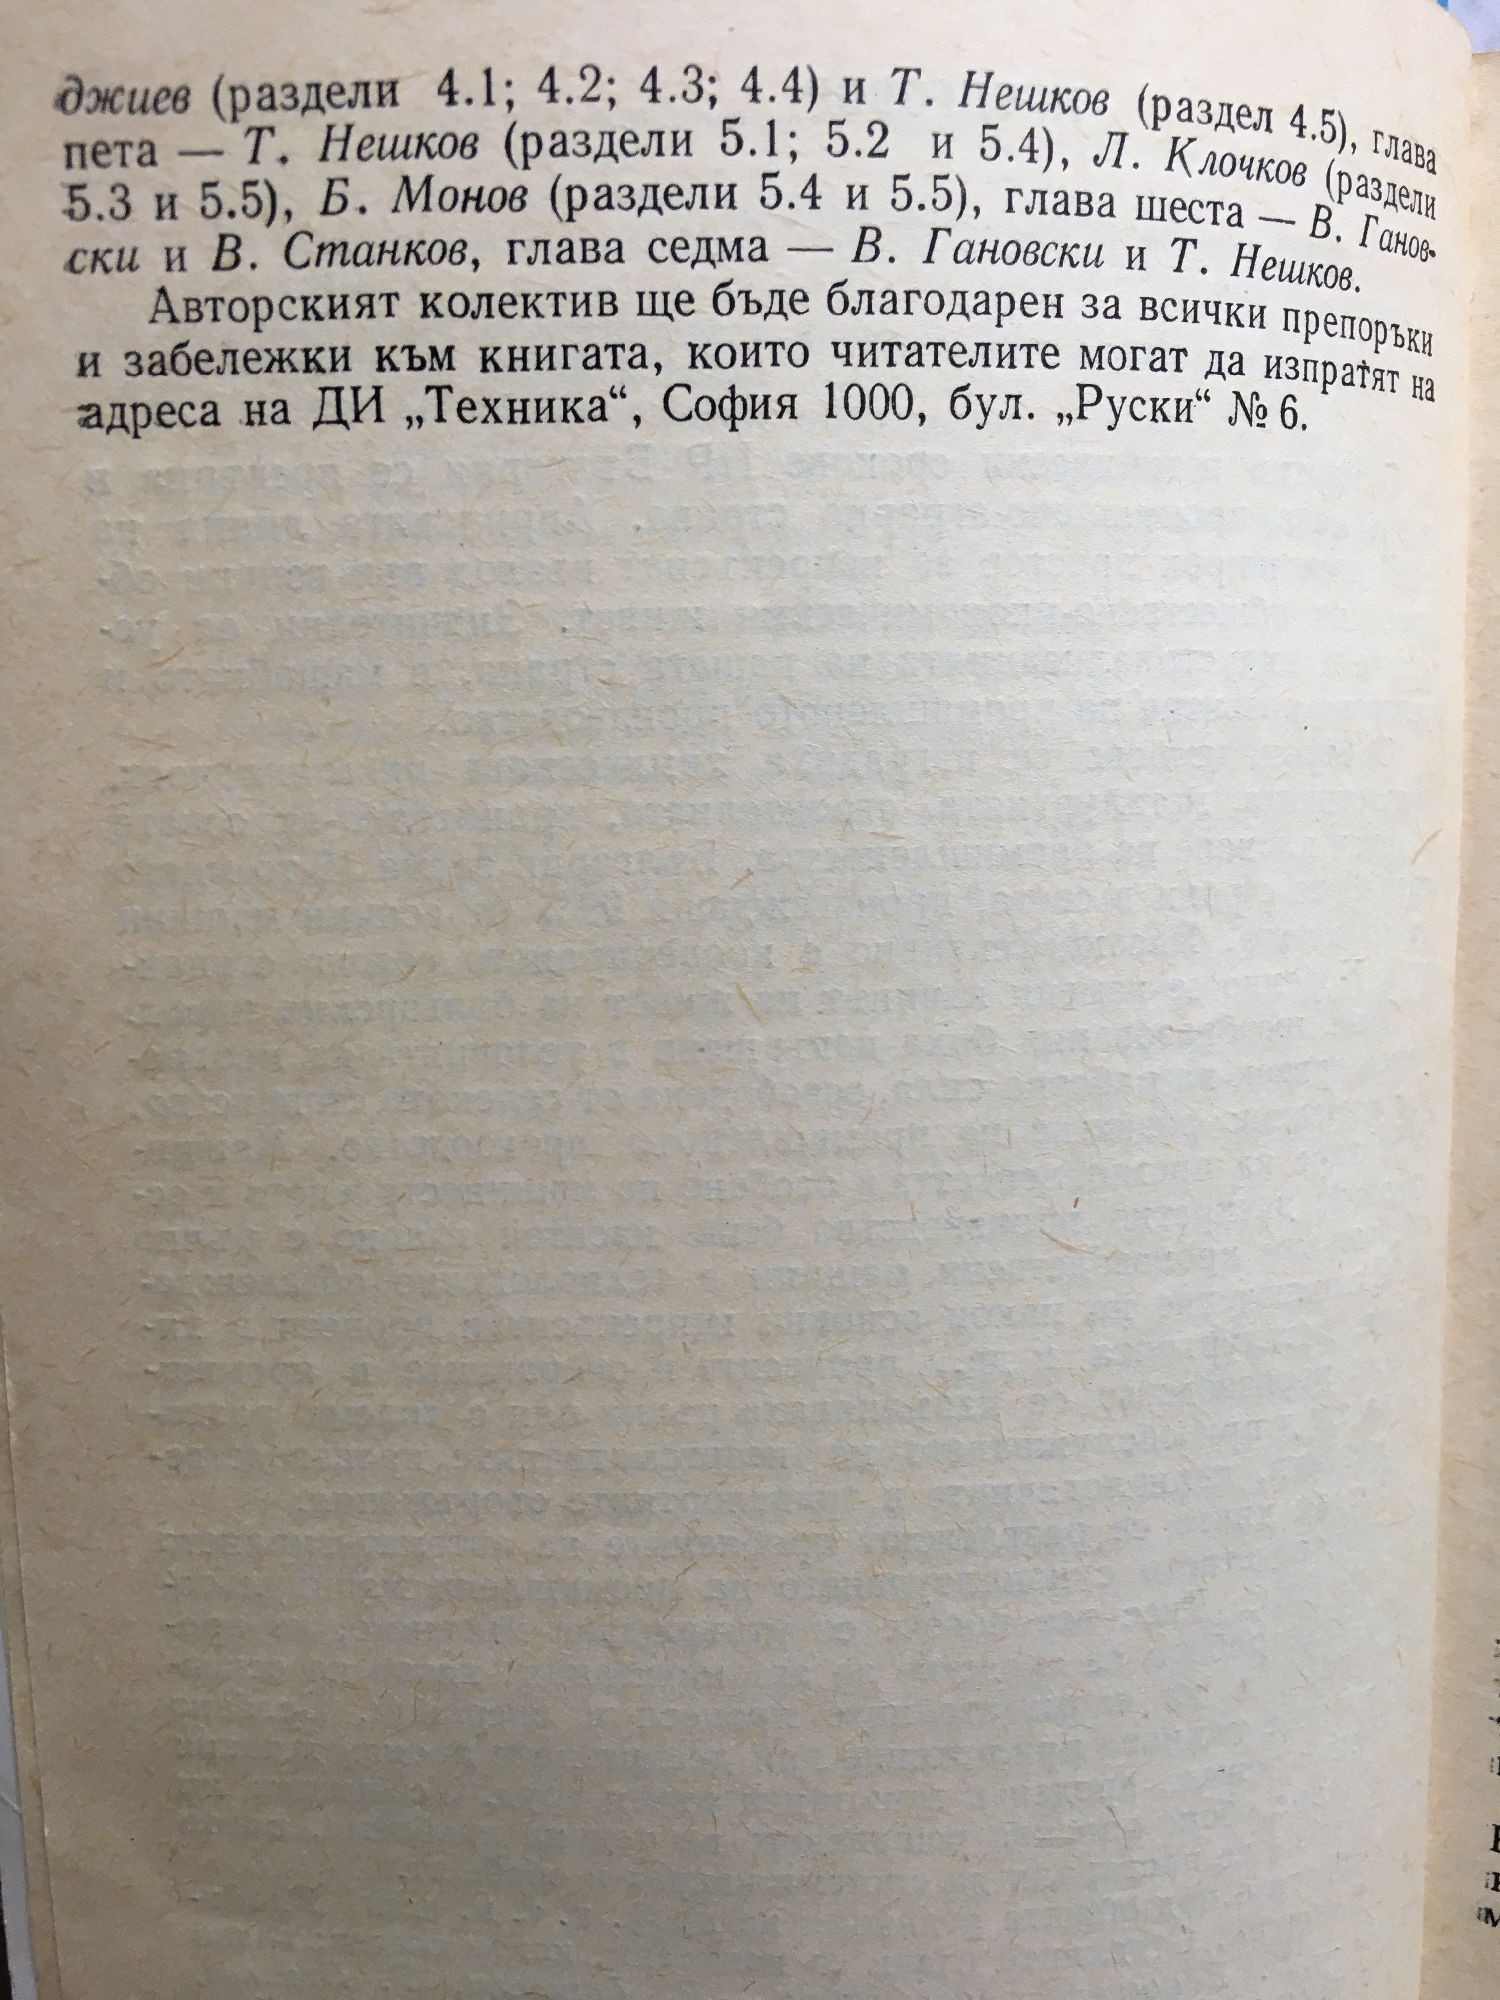 джиев (раздели 4.1; 4.2; 4.3; 4.4) и Т. Нешков (раздел 4.5), глава
пета — Т. Нешков (раздели 5.1; 5.2 и 5.4), Л. Клочков (раздели
5.3 и 5.5), Б. Монов (раздели 5.4 и 5.5), глава шеста — В. Ганов-
ски и В. Станков, глава седма — В. Гановски и Т. Нешков.
Авторският колектив ще бъде благодарен за всички препоръки
и забележки към книгата, които читателите могат да изпратят на
адреса на ДИ „Техника“, София 1000, бул. „Руски“ № 6.